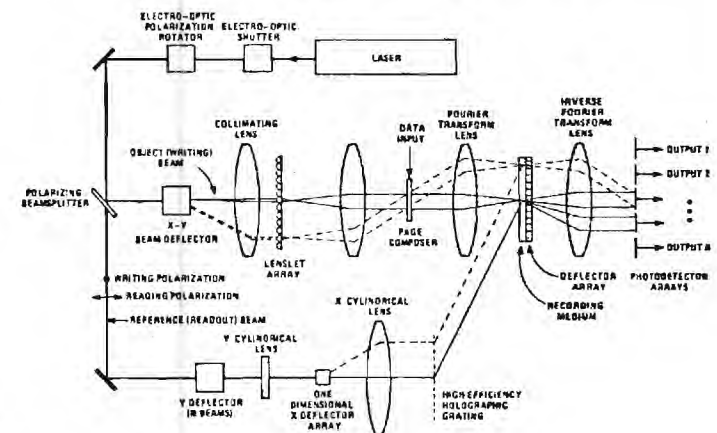 ELECTRO-OPTIC
POLARIZATION
ROTATOR
ELECTRO-OPTIC
SHUTTER
LASER
COLLIMATING
LENS
OBJECT (WRITING)
BEAM
DATA
INPUT
FOURIER
TRANSFORM
LENS
INVERSE
FOURIER
TRANSFORM
LENS
OUTPUT 1
OUTPUT 2
POLARIZING
BEAMSPLITTER
X-Y
BEAM DEFLECTOR
LENSLET
ARRAY
PAGE
COMPOSER
OUTPUT N
DEFLECTOR
ARRAY
PHOTODETECTOR
ARRAYS
RECORDING
MEDIUM
WRITING POLARIZATION
READING POLARIZATION
REFERENCE (READOUT) BEAM
X CYLINDRICAL
LENS
Y CYLINDRICAL
LENS
Y DEFLECTOR
(N BEAMS)
ONE
DIMENSIONAL
X DEFLECTOR
ARRAY
HIGH EFFICIENCY
HOLOGRAPHIC
GRATING